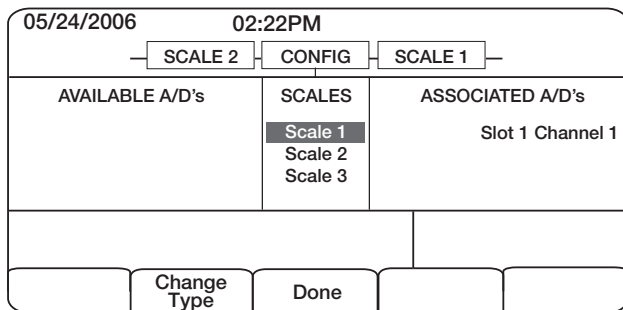 05/24/2006 02:22PM
SCALE 2 CONFIG SCALE 1
AVAILABLE A/D's SCALES ASSOCIATED A/D's
Scale 1 Slot 1 Channel 1
Scale 2
Scale 3
Change
Type
Done